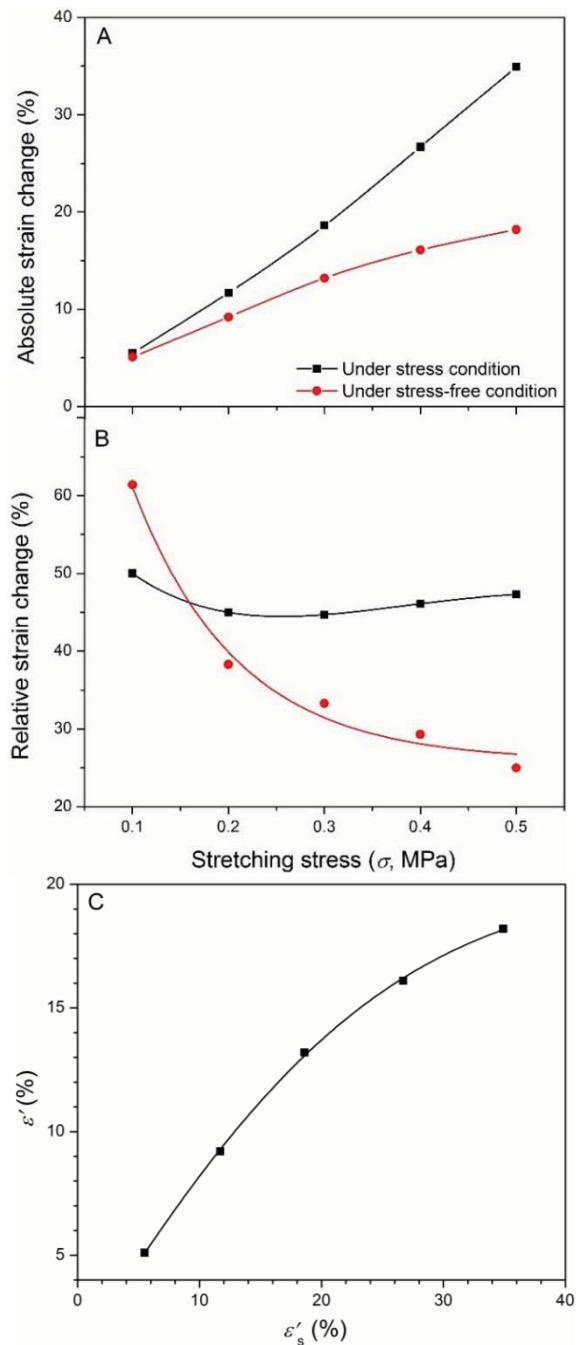 A
40
30
20
10
0
Absolute strain change (%)
Under stress condition
Under stress-free condition
B
60
50
40
30
20
Relative strain change (%)
0.1 0.2 0.3 0.4 0.5
Stretching stress (σ, MPa)
C
20
15
10
5
ε′ (%)
0 10 20 30 40
ε′s (%)